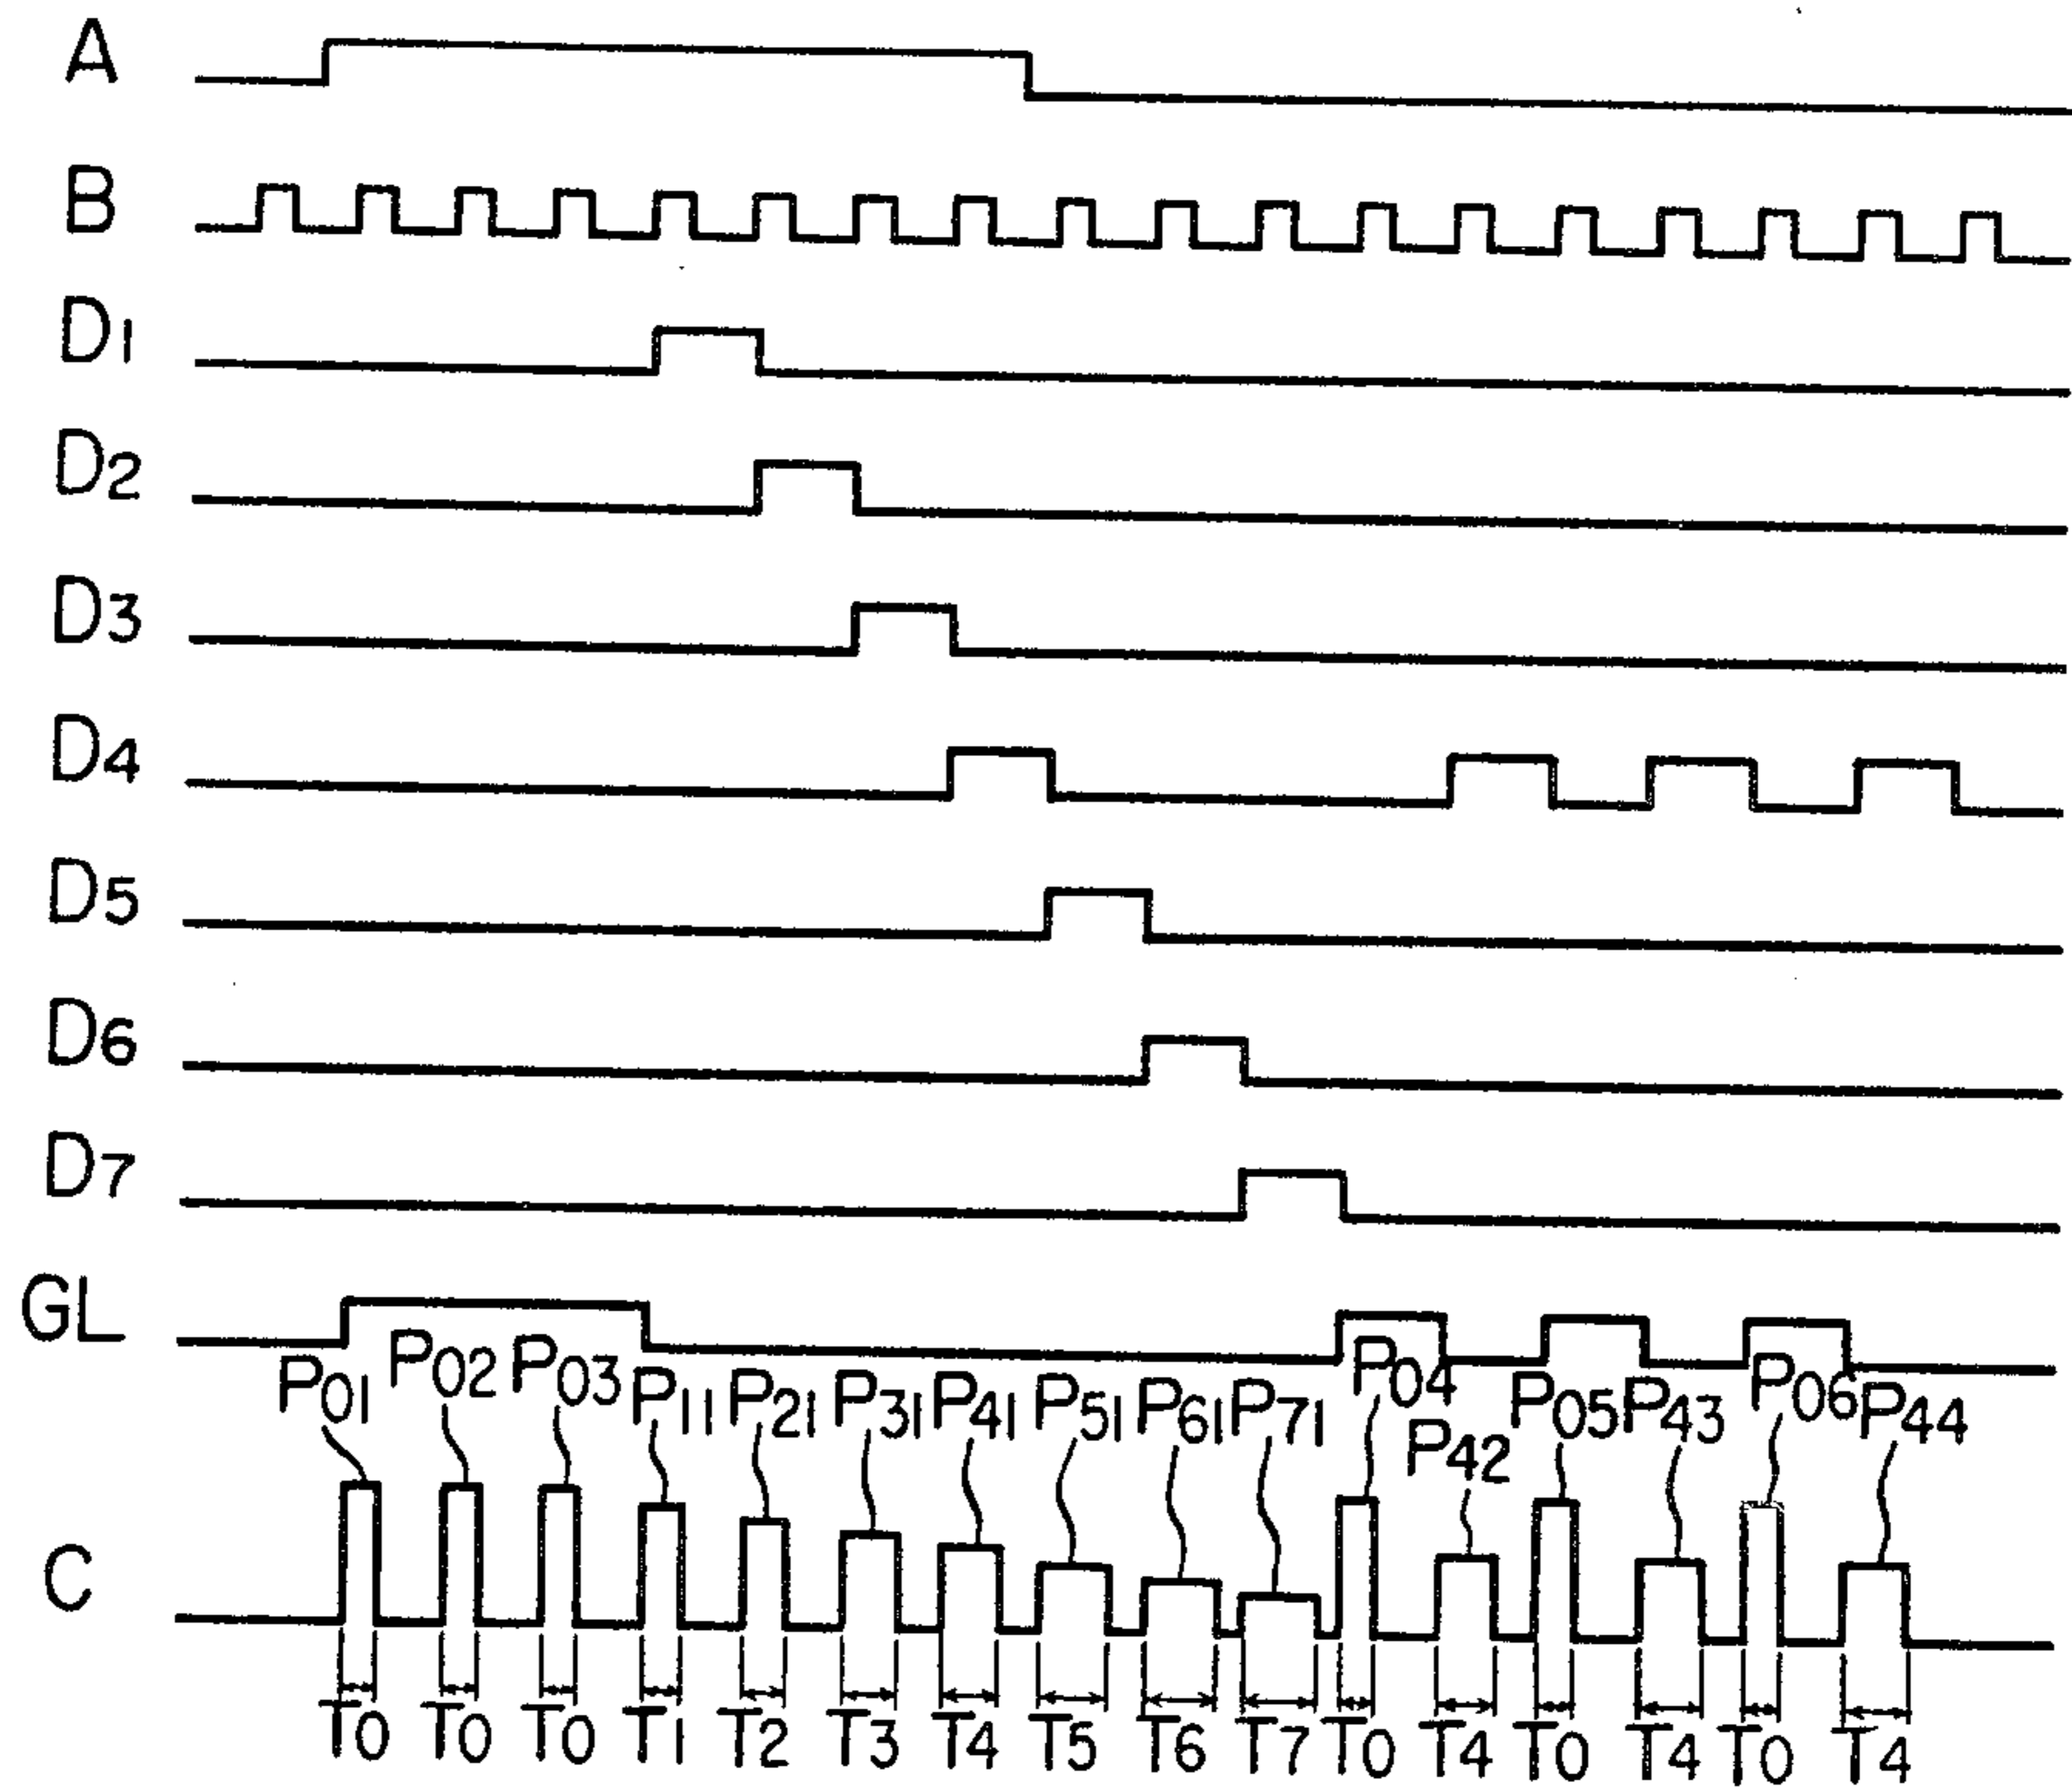 A
B
D1
D2
D3
D4
D5
D6
D7
GL
P01 P02 P03 P11 P21 P31 P41 P51 P61 P71 P04 P42 P05 P43 P06 P44
C
T0 T0 T0 T1 T2 T3 T4 T5 T6 T7 T0 T4 T0 T4 T0 T4